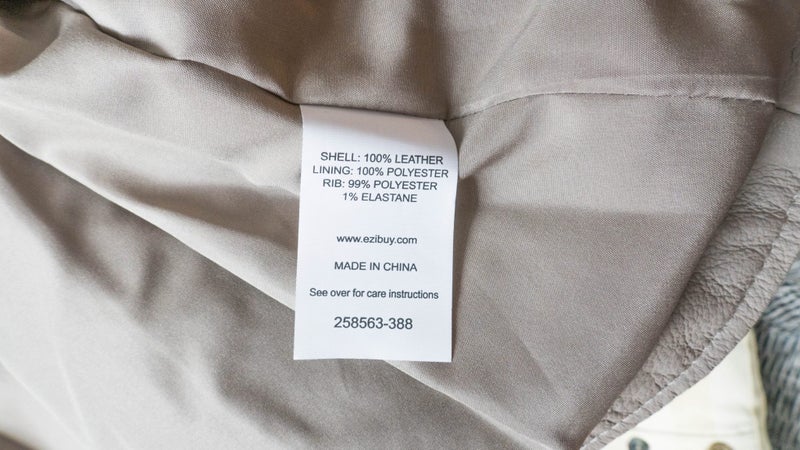 SHELL: 100% LEATHER
LINING: 100% POLYESTER
RIB: 99% POLYESTER
1% ELASTANE
www.ezibuy.com
MADE IN CHINA
See over for care instructions
258563-388